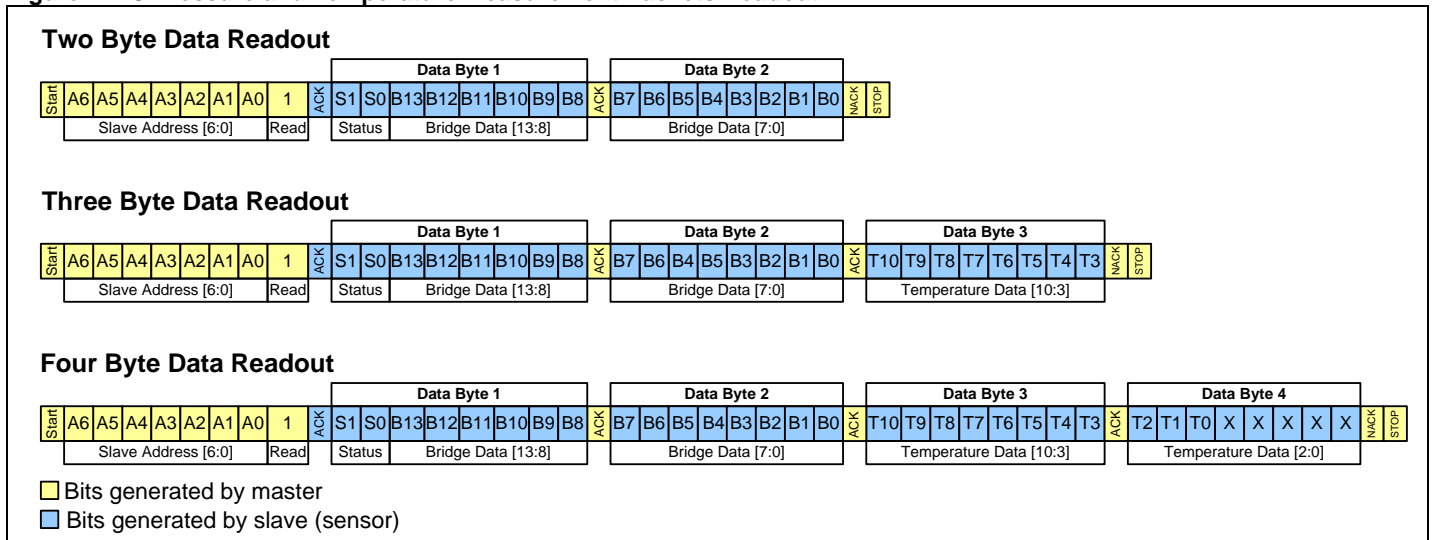 Pressure and Temperature Measurement Packets Readout
Two Byte Data Readout
Data Byte 1 Data Byte 2
Start A6 A5 A4 A3 A2 A1 A0 1 ACK S1 S0 B13 B12 B11 B10 B9 B8 ACK B7 B6 B5 B4 B3 B2 B1 B0 NACK STOP
Slave Address [6:0] Read Status Bridge Data [13:8] Bridge Data [7:0]
Three Byte Data Readout
Data Byte 1 Data Byte 2 Data Byte 3
Start A6 A5 A4 A3 A2 A1 A0 1 ACK S1 S0 B13 B12 B11 B10 B9 B8 ACK B7 B6 B4 B5 B3 B2 B1 B0 ACK T10 T9 T8 T7 T6 T5 T4 T3 NACK STOP
Slave Address [6:0] Read Status Bridge Data [13:8] Bridge Data [7:0] Temperature Data [10:3]
Four Byte Data Readout
Data Byte 1 Data Byte 2 Data Byte 3 Data Byte 4
Start A6 A5 A4 A3 A2 A1 A0 1 ACK S1 S0 B13 B12 B11 B10 B9 B8 ACK B7 B6 B5 B4 B3 B2 B1 B0 ACK T10 T9 T8 T7 T6 T5 T4 T3 ACK T2 T1 T0 X X X X X NACK STOP
Slave Address [6:0] Read Status Bridge Data [13:8] Bridge Data [7:0] Temperature Data [10:3] Temperature Data [2:0]
Bits generated by master
Bits generated by slave (sensor)